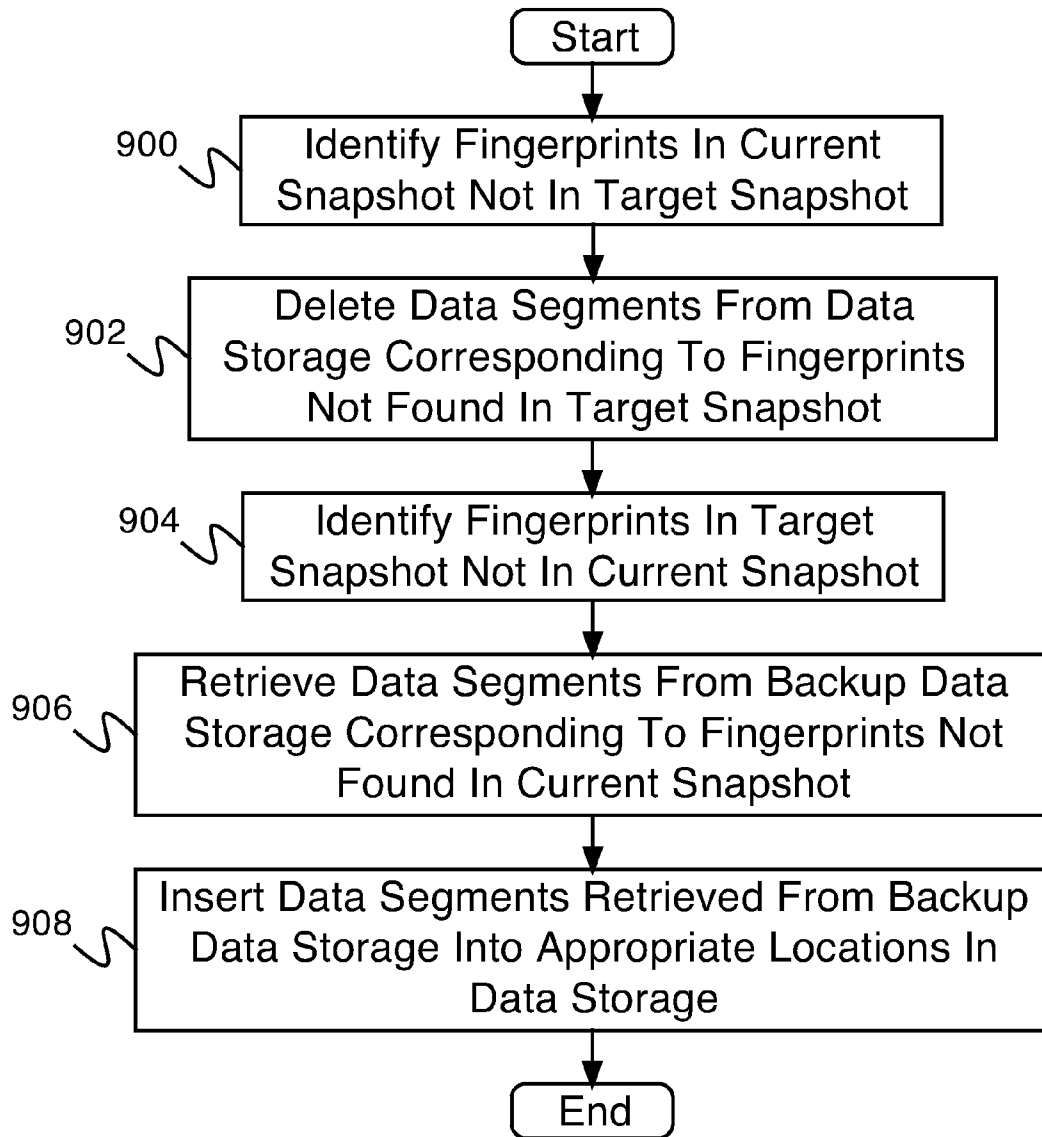 Start
900
Identify Fingerprints In Current
Snapshot Not In Target Snapshot
902
Delete Data Segments From Data
Storage Corresponding To Fingerprints
Not Found In Target Snapshot
904
Identify Fingerprints In Target
Snapshot Not In Current Snapshot
906
Retrieve Data Segments From Backup Data
Storage Corresponding To Fingerprints Not
Found In Current Snapshot
908
Insert Data Segments Retrieved From Backup
Data Storage Into Appropriate Locations In
Data Storage
End